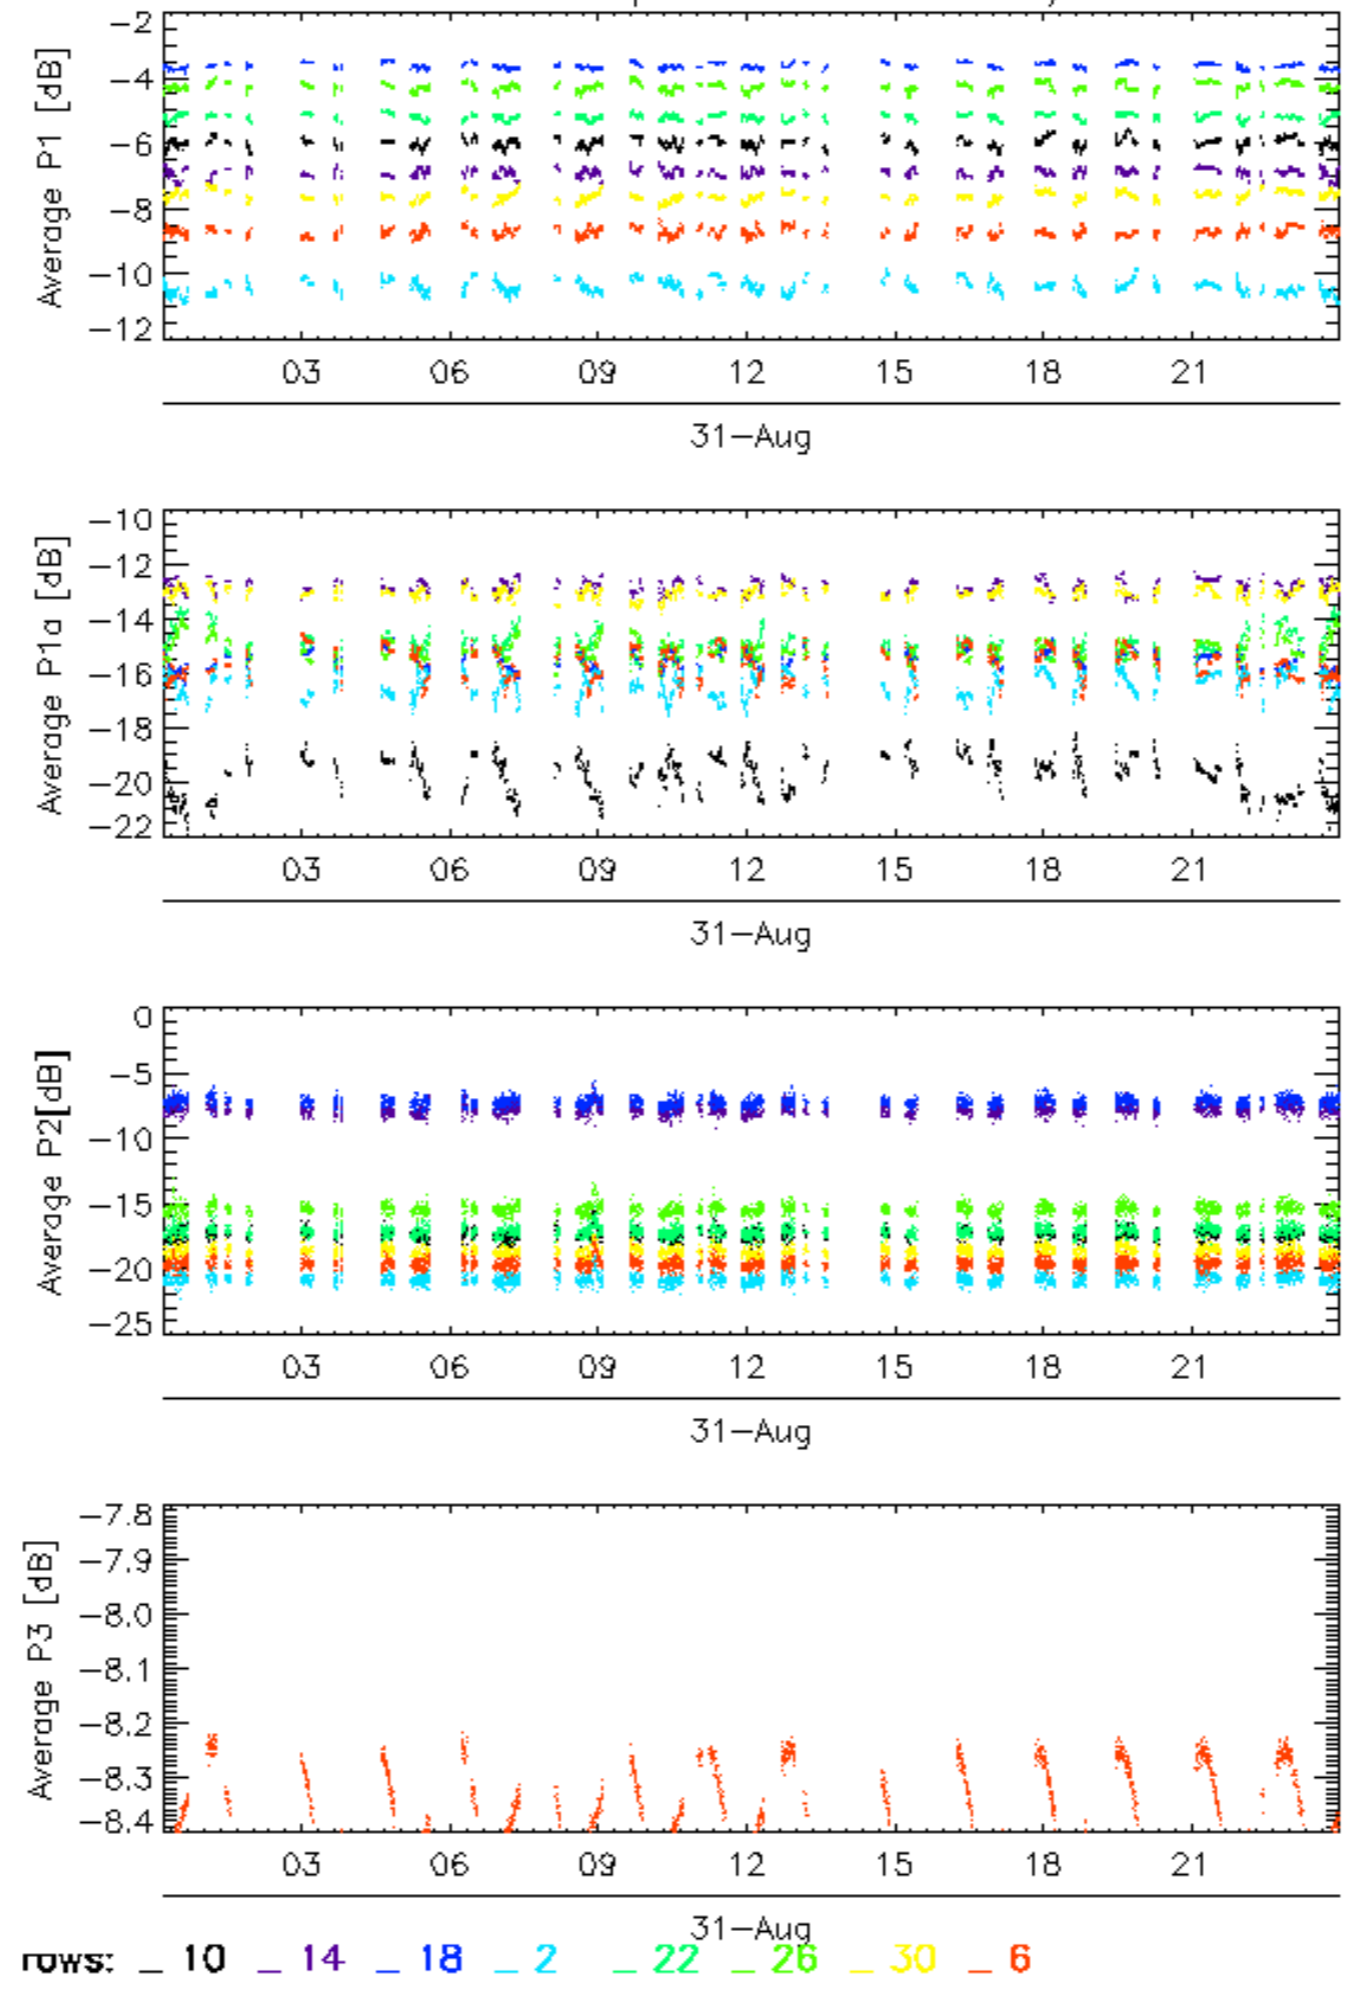 Average P1 [dB]
-2
-4
-6
-8
-10
-12
03 06 09 12 15 18 21
31-Aug
Average P1a [dB]
-10
-12
-14
-16
-18
-20
-22
03 06 09 12 15 18 21
31-Aug
Average P2[dB]
0
-5
-10
-15
-20
-25
03 06 09 12 15 18 21
31-Aug
Average P3 [dB]
-7.8
-7.9
-8.0
-8.1
-8.2
-8.3
-8.4
03 06 09 12 15 18 21
31-Aug
rows: _ 10 _ 14 _ 18 _ 2 _ 22 _ 26 _ 30 _ 6